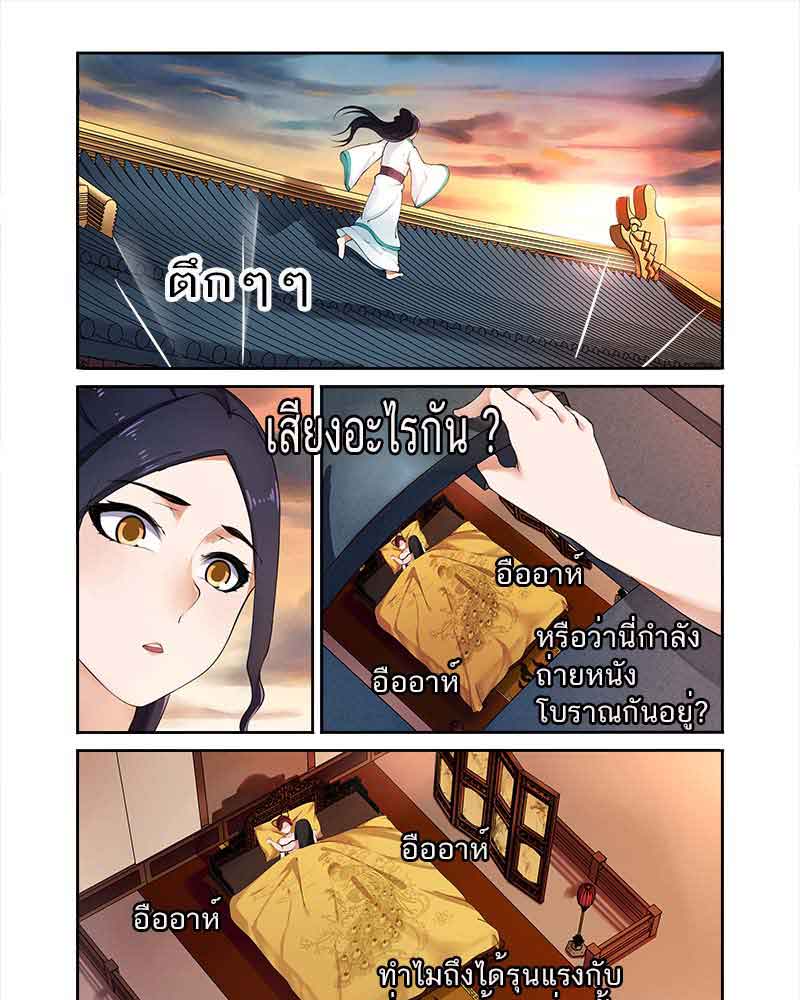 ตึกๆๆ
เสียงอะไรกัน ?
อืออาห์
หรือว่านี่กำลัง
ถ่ายหนัง
โบราณกันอยู่?
อืออาห์
อืออาห์
อืออาห์
ทำไมถึงได้รุนแรงกับ